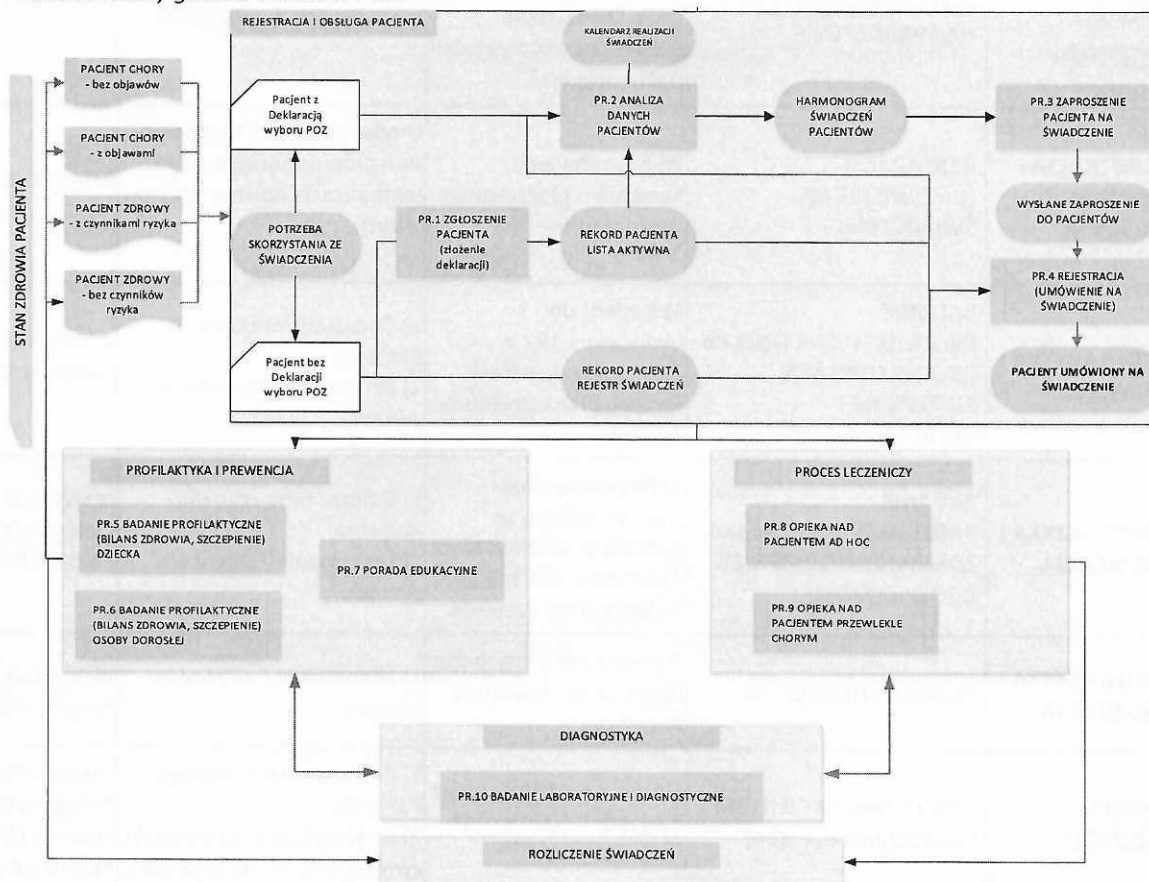 REJESTRACJA I OBSŁUGA PACJENTA
STAN ZDROWIA PACJENTA
PACJENT CHORY
- bez objawów
PACJENT CHORY
- z objawami
PACJENT ZDROWY
- z czynnikami ryzyka
PACJENT ZDROWY
- bez czynników
ryzyka
Pacjent z
Deklaracją
wyboru POZ
POTRZEBA
SKORZYSTANIA ZE
ŚWIADCZENIA
Pacjent bez
Deklaracji
wyboru POZ
KALENDARZ REALIZACJI
ŚWIADCZEŃ
PR.2 ANALIZA
DANYCH
PACJENTÓW
HARMONOGRAM
ŚWIADCZEŃ
PACJENTÓW
PR.3 ZAPROSZENIE
PACJENTA NA
ŚWIADCZENIE
PR.1 ZGŁOSZENIE
PACJENTA
(złożenie
deklaracji)
REKORD PACJENTA
LISTA AKTYWNA
WYSŁANE ZAPROSZENIE
DO PACJENTÓW
PR.4 REJESTRACJA
(UMÓWIENIE NA
ŚWIADCZENIE)
REKORD PACJENTA
REJESTR ŚWIADCZEŃ
PACJENT UMÓWIONY NA
ŚWIADCZENIE
PROFILAKTYKA I PREWENCJA
PR.5 BADANIE PROFILAKTYCZNE
(BILANS ZDROWIA, SZCZEPIENIE)
DZIECKA
PR.7 PORADA EDUKACYJNE
PR.6 BADANIE PROFILAKTYCZNE
(BILANS ZDROWIA, SZCZEPIENIE)
OSOBY DOROSŁEJ
PROCES LECZENICZY
PR.8 OPIEKA NAD
PACJENTEM AD HOC
PR.9 OPIEKA NAD
PACJENTEM PRZEWLEKLE
CHORYM
DIAGNOSTYKA
PR.10 BADANIE LABORATORYJNE I DIAGNOSTYCZNE
ROZLICZENIE ŚWIADCZEŃ